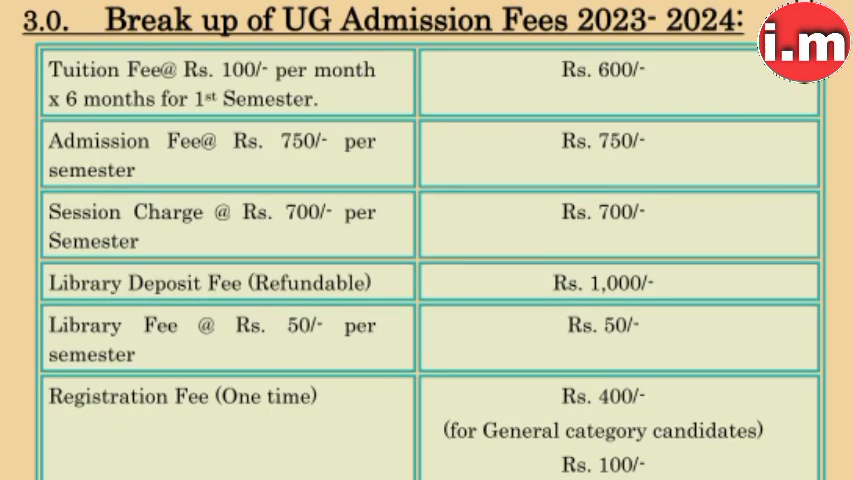 3.0. Break up of UG Admission Fees 2023- 2024:
i.m
Tuition Fee@ Rs. 100/- per month
x 6 months for 1st Semester.
Rs. 600/-
Admission Fee@ Rs. 750/- per
semester
Rs. 750/-
Session Charge @ Rs. 700/- per
Semester
Rs. 700/-
Library Deposit Fee (Refundable)
Rs. 1,000/-
Library Fee @ Rs. 50/- per
semester
Rs. 50/-
Registration Fee (One time)
Rs. 400/-
(for General category candidates)
Rs. 100/-